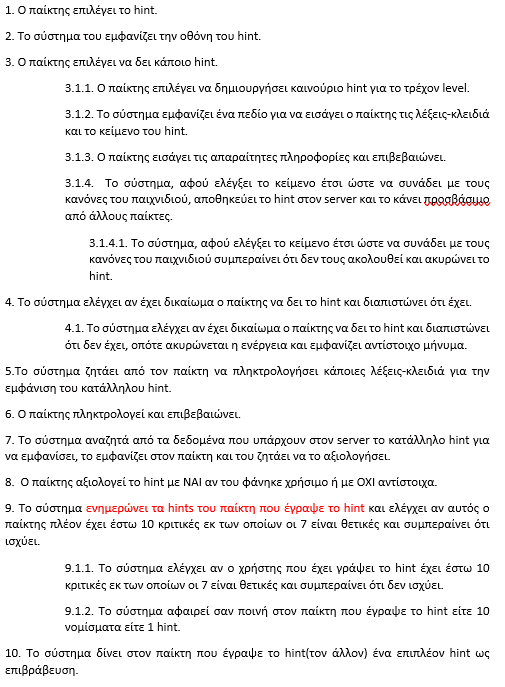 1. Ο παίκτης επιλέγει το hint.
2. Το σύστημα του εμφανίζει την οθόνη του hint.
3. Ο παίκτης επιλέγει να δει κάποιο hint.
3.1.1. Ο παίκτης επιλέγει να δημιουργήσει καινούριο hint για το τρέχον level.
3.1.2. Το σύστημα εμφανίζει ένα πεδίο για να εισάγει ο παίκτης τις λέξεις-κλειδιά
και το κείμενο του hint.
3.1.3. Ο παίκτης εισάγει τις απαραίτητες πληροφορίες και επιβεβαιώνει.
3.1.4. Το σύστημα, αφού ελέγξει το κείμενο έτσι ώστε να συνάδει με τους
κανόνες του παιχνιδιού, αποθηκεύει το hint στον server και το κάνει προσβάσιμο
από άλλους παίκτες.
3.1.4.1. Το σύστημα, αφού ελέγξει το κείμενο έτσι ώστε να συνάδει με τους
κανόνες του παιχνιδιού συμπεραίνει ότι δεν τους ακολουθεί και ακυρώνει το
hint.
4. Το σύστημα ελέγχει αν έχει δικαίωμα ο παίκτης να δει το hint και διαπιστώνει ότι έχει.
4.1. Το σύστημα ελέγχει αν έχει δικαίωμα ο παίκτης να δει το hint και διαπιστώνει
ότι δεν έχει, οπότε ακυρώνεται η ενέργεια και εμφανίζει αντίστοιχο μήνυμα.
5.Το σύστημα ζητάει από τον παίκτη να πληκτρολογήσει κάποιες λέξεις-κλειδιά για την
εμφάνιση του κατάλληλου hint.
6. Ο παίκτης πληκτρολογεί και επιβεβαιώνει.
7. Το σύστημα αναζητά από τα δεδομένα που υπάρχουν στον server το κατάλληλο hint για
να εμφανίσει, το εμφανίζει στον παίκτη και του ζητάει να το αξιολογήσει.
8. Ο παίκτης αξιολογεί το hint με ΝΑΙ αν του φάνηκε χρήσιμο ή με ΟΧΙ αντίστοιχα.
9. Το σύστημα ενημερώνει τα hints του παίκτη που έγραψε το hint και ελέγχει αν αυτός ο
παίκτης πλέον έχει έστω 10 κριτικές εκ των οποίων οι 7 είναι θετικές και συμπεραίνει ότι
ισχύει.
9.1.1. Το σύστημα ελέγχει αν ο χρήστης που έχει γράψει το hint έχει έστω 10
κριτικές εκ των οποίων οι 7 είναι θετικές και συμπεραίνει ότι δεν ισχύει.
9.1.2. Το σύστημα αφαιρεί σαν ποινή στον παίκτη που έγραψε το hint είτε 10
νομίσματα είτε 1 hint.
10. Το σύστημα δίνει στον παίκτη που έγραψε το hint(τον άλλον) ένα επιπλέον hint ως
επιβράβευση.